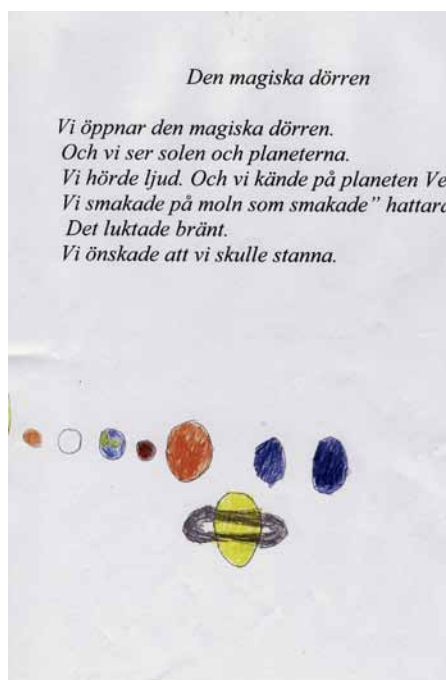 Den magiska dörren
Vi öppnar den magiska dörren.
Och vi ser solen och planeterna.
Vi hörde ljud. Och vi kände på planeten
Vi smakade på moln som smakade”
Det luktade bränt.
Vi önskade att vi skulle stanna.